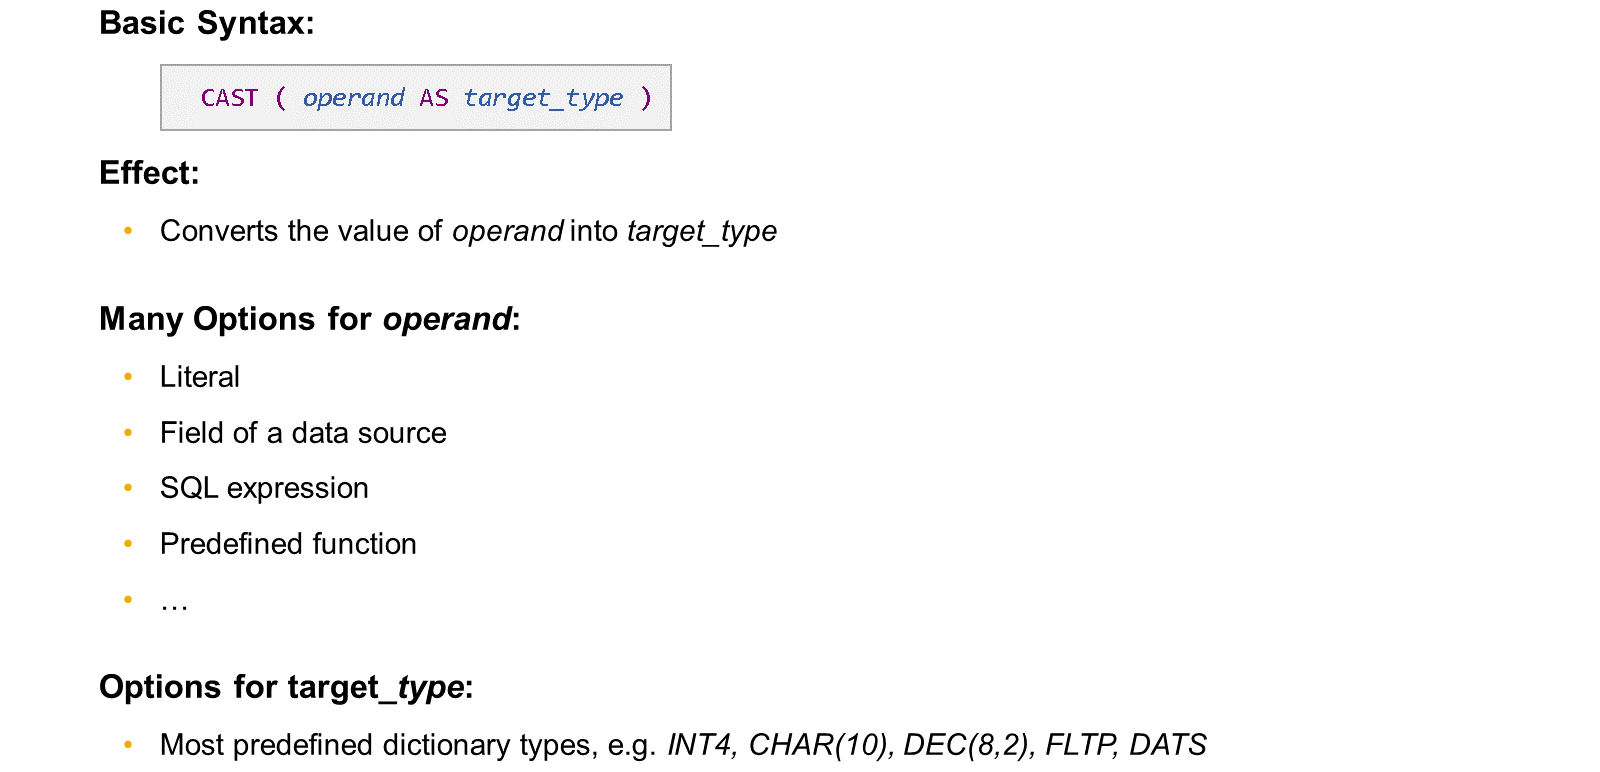 Basic Syntax:
CAST ( operand AS target_type )
Effect:
• Converts the value of operand into target_type
Many Options for operand:
• Literal
• Field of a data source
• SQL expression
• Predefined function
• …
Options for target_type:
• Most predefined dictionary types, e.g. INT4, CHAR(10), DEC(8,2), FLTP, DATS